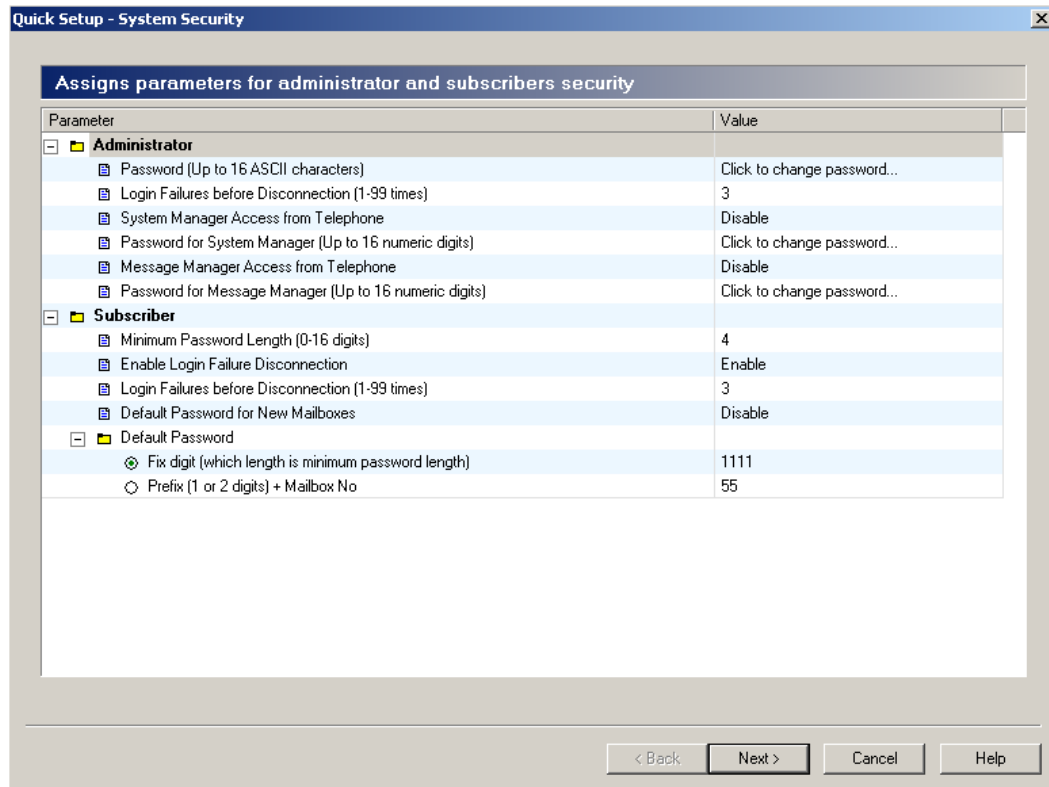 Quick Setup - System Security
Assigns parameters for administrator and subscribers security
Parameter Value
Administrator
Password (Up to 16 ASCII characters) Click to change password...
Login Failures before Disconnection (1-99 times) 3
System Manager Access from Telephone Disable
Password for System Manager (Up to 16 numeric digits) Click to change password...
Message Manager Access from Telephone Disable
Password for Message Manager (Up to 16 numeric digits) Click to change password...
Subscriber
Minimum Password Length (0-16 digits) 4
Enable Login Failure Disconnection Enable
Login Failures before Disconnection (1-99 times) 3
Default Password for New Mailboxes Disable
Default Password
Fix digit (which length is minimum password length) 1111
Prefix (1 or 2 digits) + Mailbox No 55
< Back Next > Cancel Help